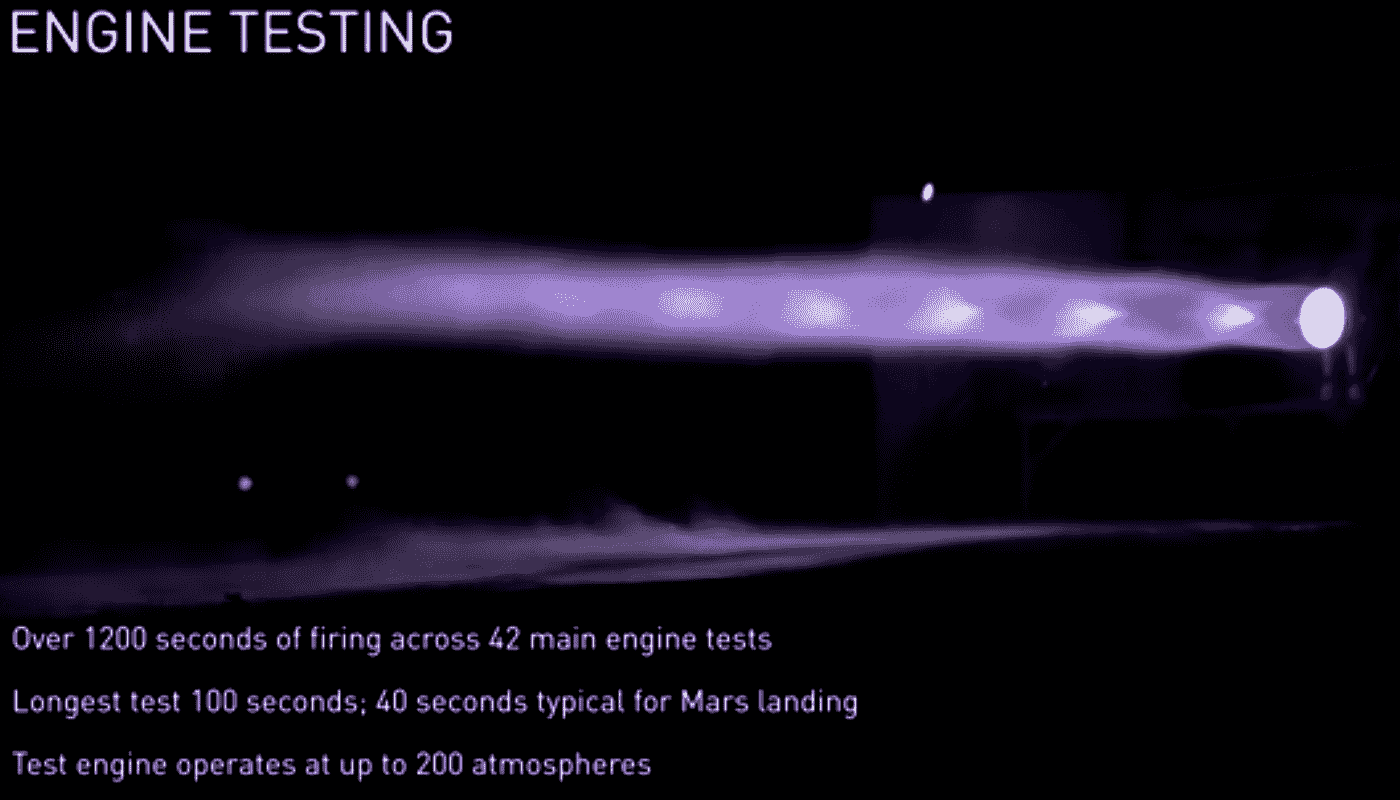 ENGINE TESTING
Over 1200 seconds of firing across 42 main engine tests
Longest test 100 seconds; 40 seconds typical for Mars landing
Test engine operates at up to 200 atmospheres